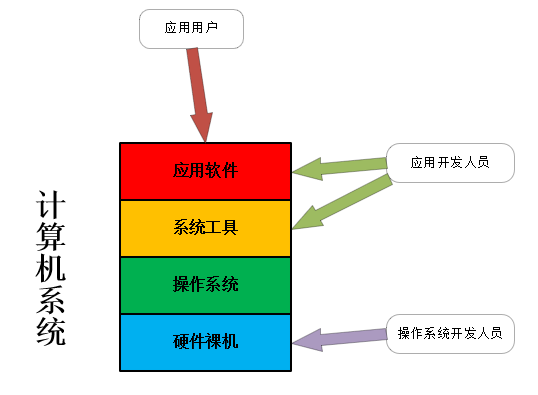 应用用户
应用软件
应用开发人员
系统工具
操作系统
硬件裸机
操作系统开发人员
计算机系统